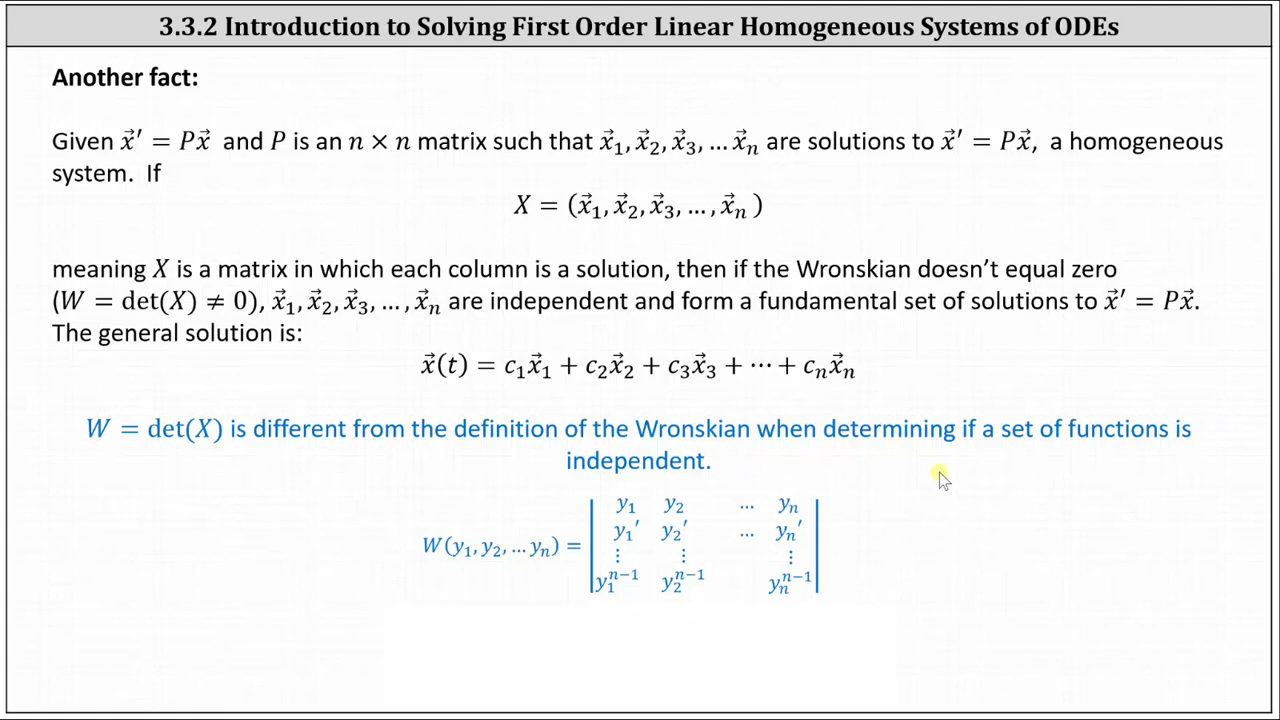 3.3.2 Introduction to Solving First Order Linear Homogeneous Systems of ODEs
Another fact:
Given x⃗′ = Px⃗ and P is an n × n matrix such that x⃗₁, x⃗₂, x⃗₃, … x⃗ₙ are solutions to x⃗′ = Px⃗, a homogeneous
system. If
X = (x⃗₁, x⃗₂, x⃗₃, … , x⃗ₙ )
meaning X is a matrix in which each column is a solution, then if the Wronskian doesn’t equal zero
(W = det(X) ≠ 0), x⃗₁, x⃗₂, x⃗₃, … , x⃗ₙ are independent and form a fundamental set of solutions to x⃗′ = Px⃗.
The general solution is:
x⃗(t) = c₁x⃗₁ + c₂x⃗₂ + c₃x⃗₃ + ⋯ + cₙx⃗ₙ
W = det(X) is different from the definition of the Wronskian when determining if a set of functions is
independent.
y₁ y₂ … yₙ
y₁′ y₂′ … yₙ′
W(y₁, y₂, … yₙ) =
⋮ ⋮ ⋮
y₁ⁿ⁻¹ y₂ⁿ⁻¹ yₙⁿ⁻¹